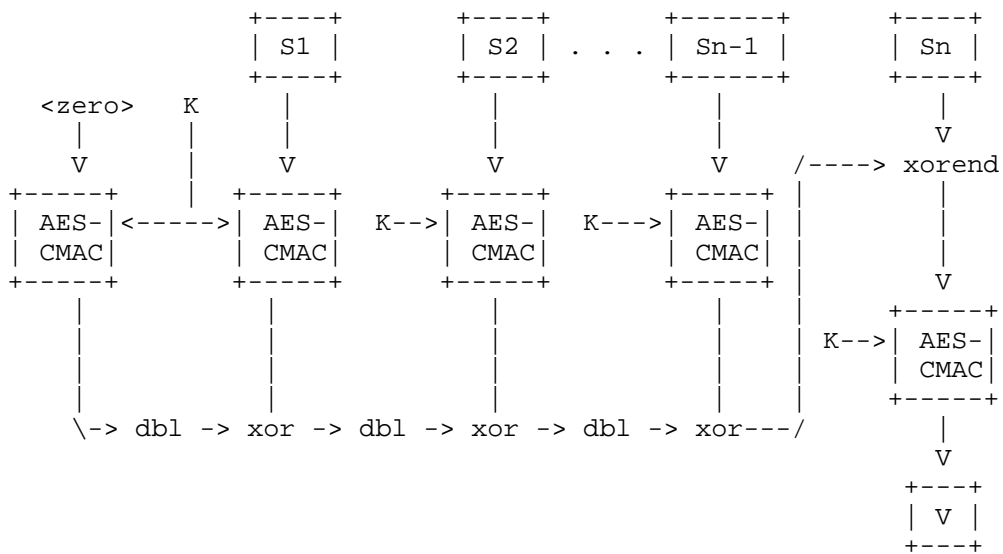 +----+       +----+       +------+      +----+
                | S1 |       | S2 | . . . | Sn-1 |      | Sn |
                +----+       +----+       +------+      +----+
 <zero>   K       |             |             |            |
   |      |       |             |             |            V
   V      |       V             V             V    /----> xorend
+-----+   |    +-----+       +-----+       +-----+ |        |
| AES-|<----->| AES-|   K-->| AES-|  K--->| AES-| |        |
| CMAC|       | CMAC|       | CMAC|       | CMAC| |        |
+-----+       +-----+       +-----+       +-----+ |        V
   |             |             |             |    |     +-----+
   |             |             |             |    | K-->| AES-|
   |             |             |             |    |     | CMAC|
   |             |             |             |    |     +-----+
   \-> dbl -> xor -> dbl -> xor -> dbl -> xor---/        |
                                                           V
                                                         +---+
                                                         | V |
                                                         +---+